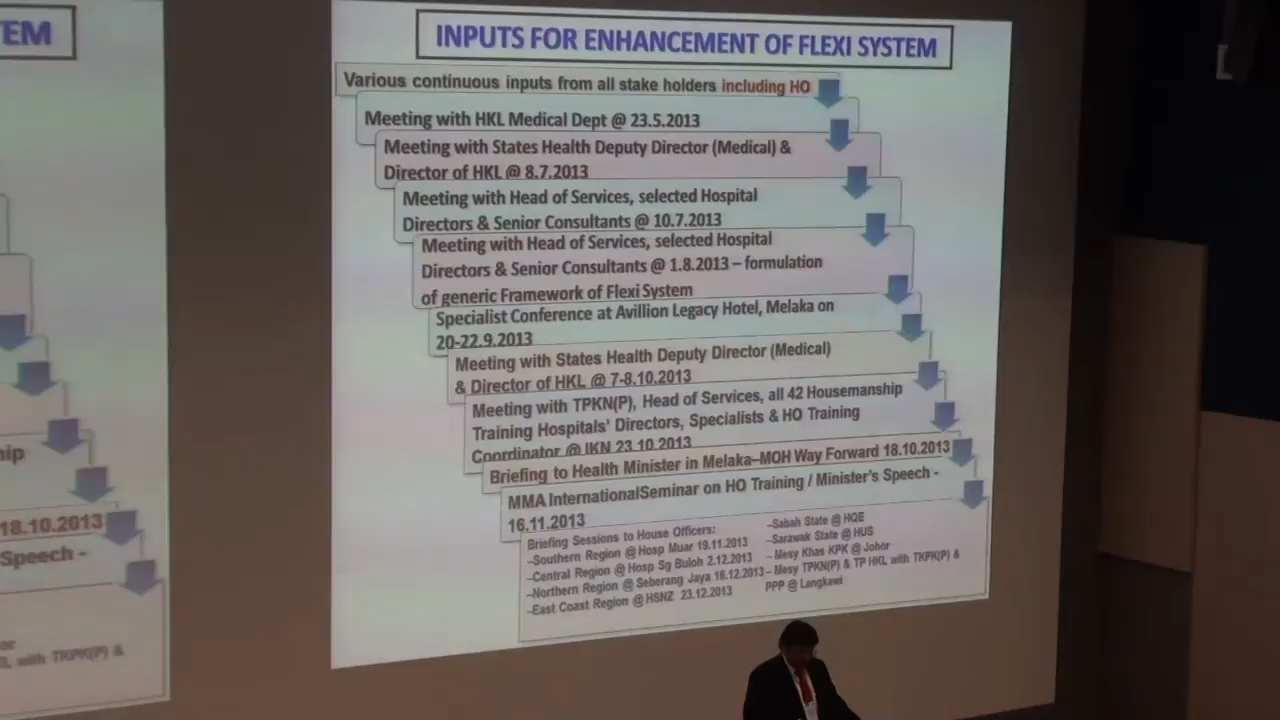 TEM
ip
18.10.2013
Speech -
or
with TKPK(P) &
INPUTS FOR ENHANCEMENT OF FLEXI SYSTEM
Various continuous inputs from all stake holders including HO
Meeting with HKL Medical Dept @ 23.5.2013
Meeting with States Health Deputy Director (Medical) &
Director of HKL @ 8.7.2013
Meeting with Head of Services, selected Hospital
Directors & Senior Consultants @ 10.7.2013
Meeting with Head of Services, selected Hospital
Directors & Senior Consultants @ 1.8.2013 – formulation
of generic Framework of Flexi System
Specialist Conference at Avillion Legacy Hotel, Melaka on
20-22.9.2013
Meeting with States Health Deputy Director (Medical)
& Director of HKL @ 7-8.10.2013
Meeting with TPKN(P), Head of Services, all 42 Housemanship
Training Hospitals' Directors, Specialists & HO Training
Coordinator @ IKN 23.10.2013
Briefing to Health Minister in Melaka–MOH Way Forward 18.10.2013
MMA InternationalSeminar on HO Training / Minister's Speech -
16.11.2013
Briefing Sessions to House Officers:
–Southern Region @ Hosp Muar 19.11.2013
–Central Region @ Hosp Sg Buloh 2.12.2013
–Northern Region @ Seberang Jaya 16.12.2013
–East Coast Region @ HSNZ 23.12.2013
–Sabah State @ HQE
–Sarawak State @ HUS
– Mesy Khas KPK @ Johor
– Mesy TPKN(P) & TP HKL with TKPK(P) &
PPP @ Langkawi